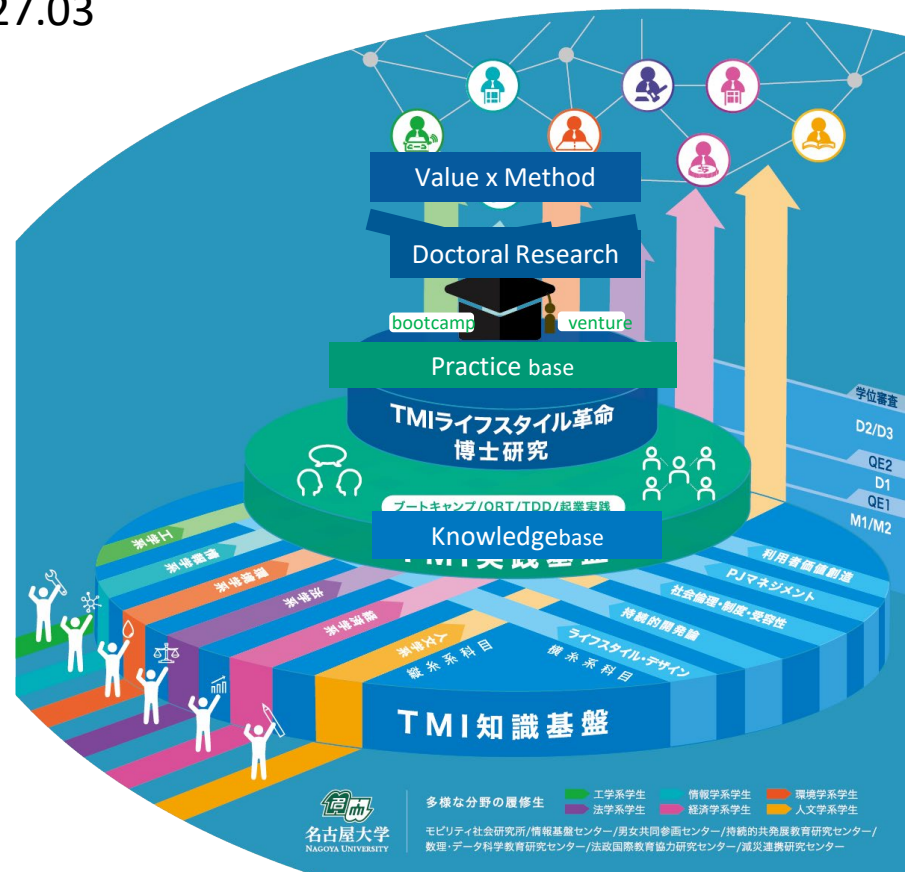 27.03
Value x Method
Doctoral Research
bootcamp
venture
Practice base
TMIライフスタイル革命
博士研究
ブートキャンプ/QRT/TDD/起業実践
Knowledgebase
TMI実践基盤
学位審査
D2/D3
QE2
D1
QE1
M1/M2
工学系
情報学系
環境学系
法学系
経済学系
人文学系
縦糸系科目
横糸系科目
利用者価値創造
PJマネジメント
社会倫理・制度・受容性
持続的開発論
ライフスタイル・デザイン
TMI知識基盤
名古屋大学
NAGOYA UNIVERSITY
多様な分野の履修生
工学系学生
情報学系学生
環境学系学生
法学系学生
経済学系学生
人文学系学生
モビリティ社会研究所/情報基盤センター/男女共同参画センター/持続的共発展教育研究センター/
数理・データ科学教育研究センター/法政国際教育協力研究センター/減災連携研究センター